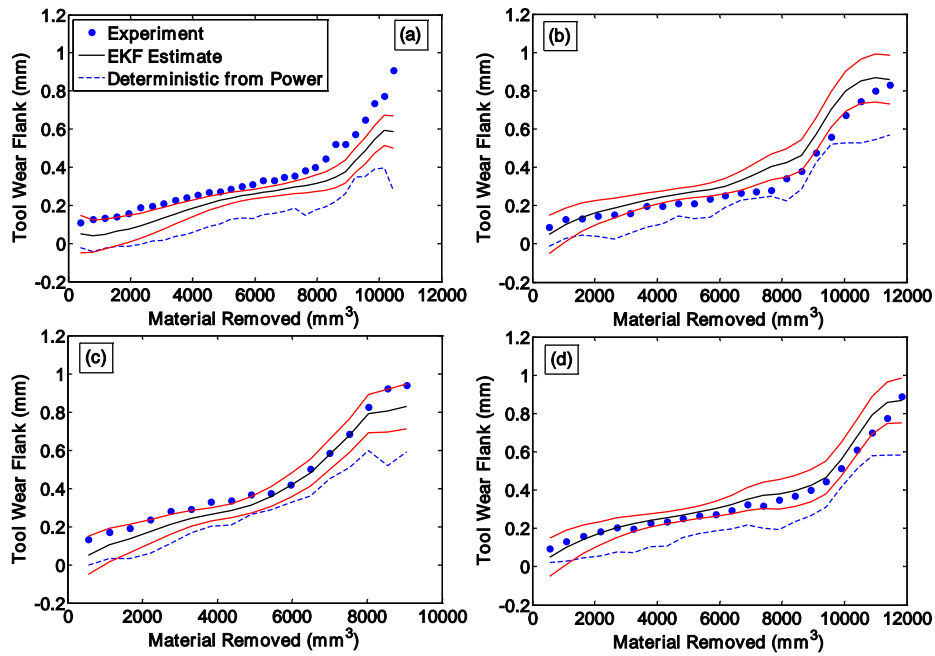 1.2
1
0.8
0.6
0.4
0.2
0
-0.2
Tool Wear Flank (mm)
Experiment
EKF Estimate
Deterministic from Power
(a)
0 2000 4000 6000 8000 10000 12000
Material Removed (mm³)
1.2
1
0.8
0.6
0.4
0.2
0
-0.2
Tool Wear Flank (mm)
(b)
0 2000 4000 6000 8000 10000 12000
Material Removed (mm³)
1.2
1
0.8
0.6
0.4
0.2
0
-0.2
Tool Wear Flank (mm)
(c)
0 2000 4000 6000 8000 10000
Material Removed (mm³)
1.2
1
0.8
0.6
0.4
0.2
0
-0.2
Tool Wear Flank (mm)
(d)
0 2000 4000 6000 8000 10000 12000
Material Removed (mm³)